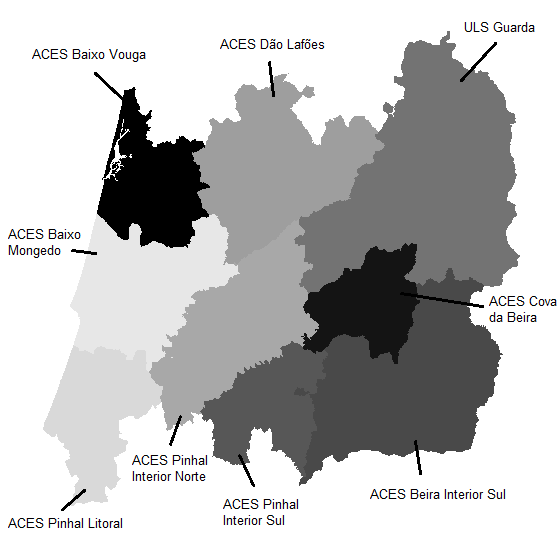 ULS Guarda
ACES Dão Lafões
ACES Baixo Vouga
ACES Baixo
Mongedo
ACES Cova
da Beira
ACES Pinhal
Interior Norte
ACES Beira Interior Sul
ACES Pinhal
Interior Sul
ACES Pinhal Litoral